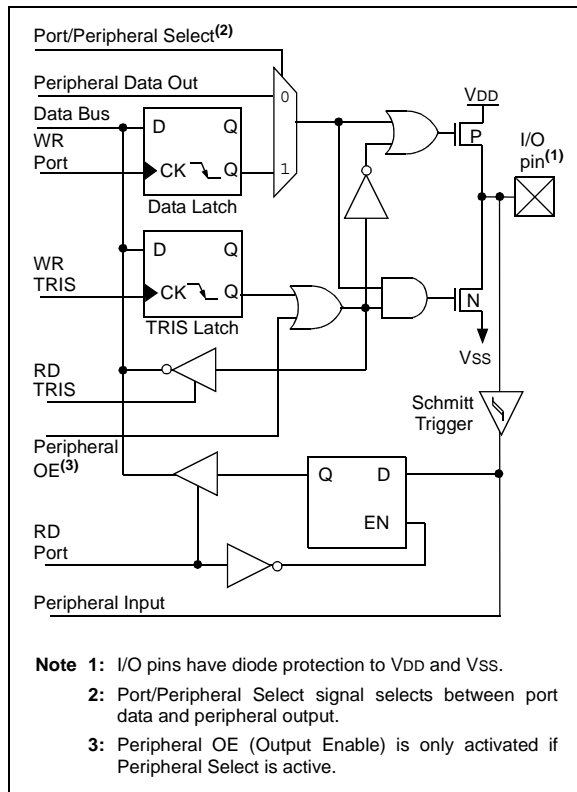 Port/Peripheral Select(2)
Peripheral Data Out
0
VDD
Data Bus
D Q
P
I/O
pin(1)
WR
Port
CK Q
1
Data Latch
D Q
WR
TRIS
CK Q
N
TRIS Latch
VSS
RD
TRIS
Schmitt
Trigger
Peripheral
OE(3)
Q D
EN
RD
Port
Peripheral Input
Note 1: I/O pins have diode protection to VDD and VSS.
2: Port/Peripheral Select signal selects between port
data and peripheral output.
3: Peripheral OE (Output Enable) is only activated if
Peripheral Select is active.